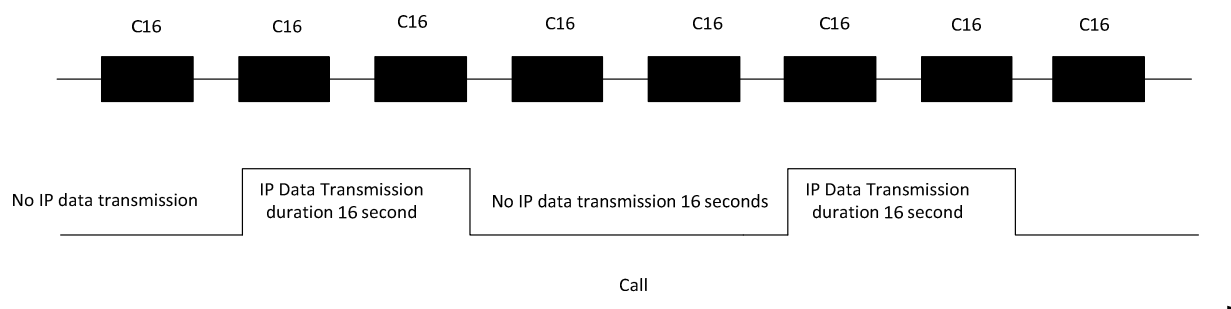 C16 C16 C16 C16 C16 C16 C16 C16
No IP data transmission
IP Data Transmission
duration 16 second
No IP data transmission 16 seconds
IP Data Transmission
duration 16 second
Call